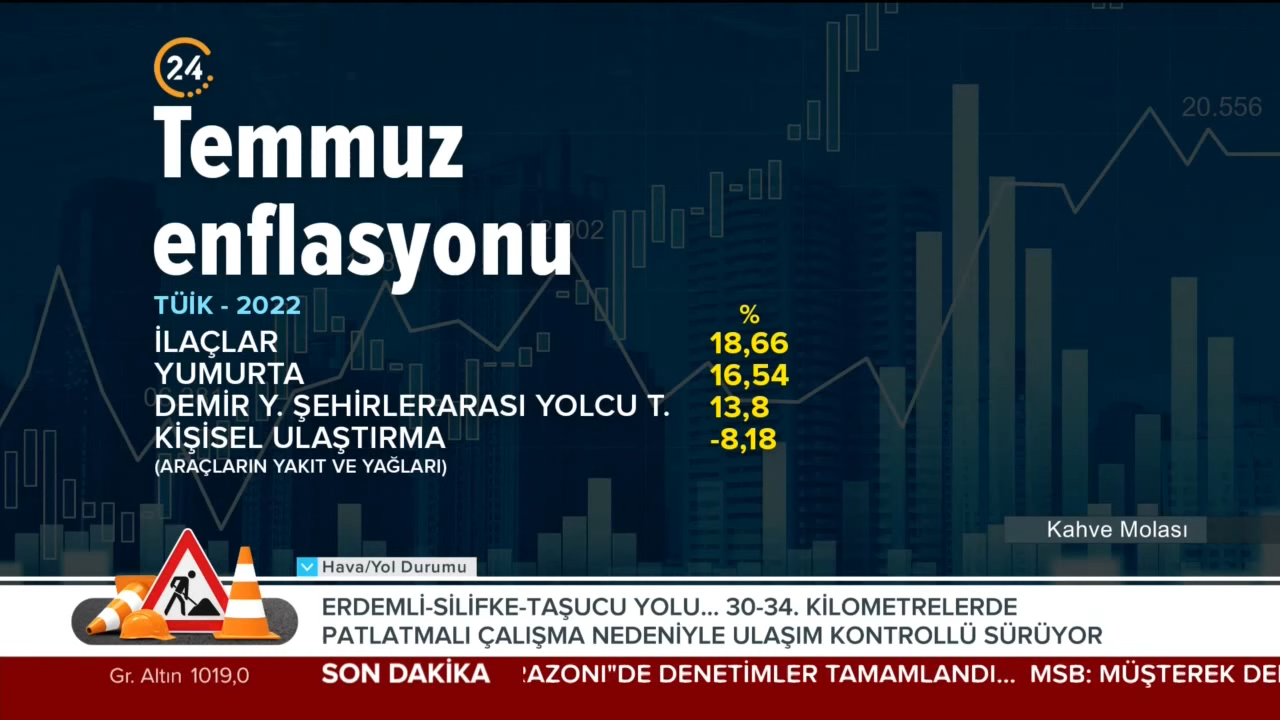 24
Temmuz
enflasyonu
TÜİK - 2022
%
İLAÇLAR 18,66
YUMURTA 16,54
DEMİR Y. ŞEHİRLERARASI YOLCU T. 13,8
KİŞİSEL ULAŞTIRMA -8,18
(ARAÇLARIN YAKIT VE YAĞLARI)
20.556
Kahve Molası
Hava/Yol Durumu
ERDEMLİ-SİLİFKE-TAŞUCU YOLU... 30-34. KİLOMETRELERDE
PATLATMALI ÇALIŞMA NEDENİYLE ULAŞIM KONTROLLÜ SÜRÜYOR
Gr. Altın 1019,0
SON DAKİKA
RAZONI"DE DENETİMLER TAMAMLANDI... MSB: MÜŞTEREK